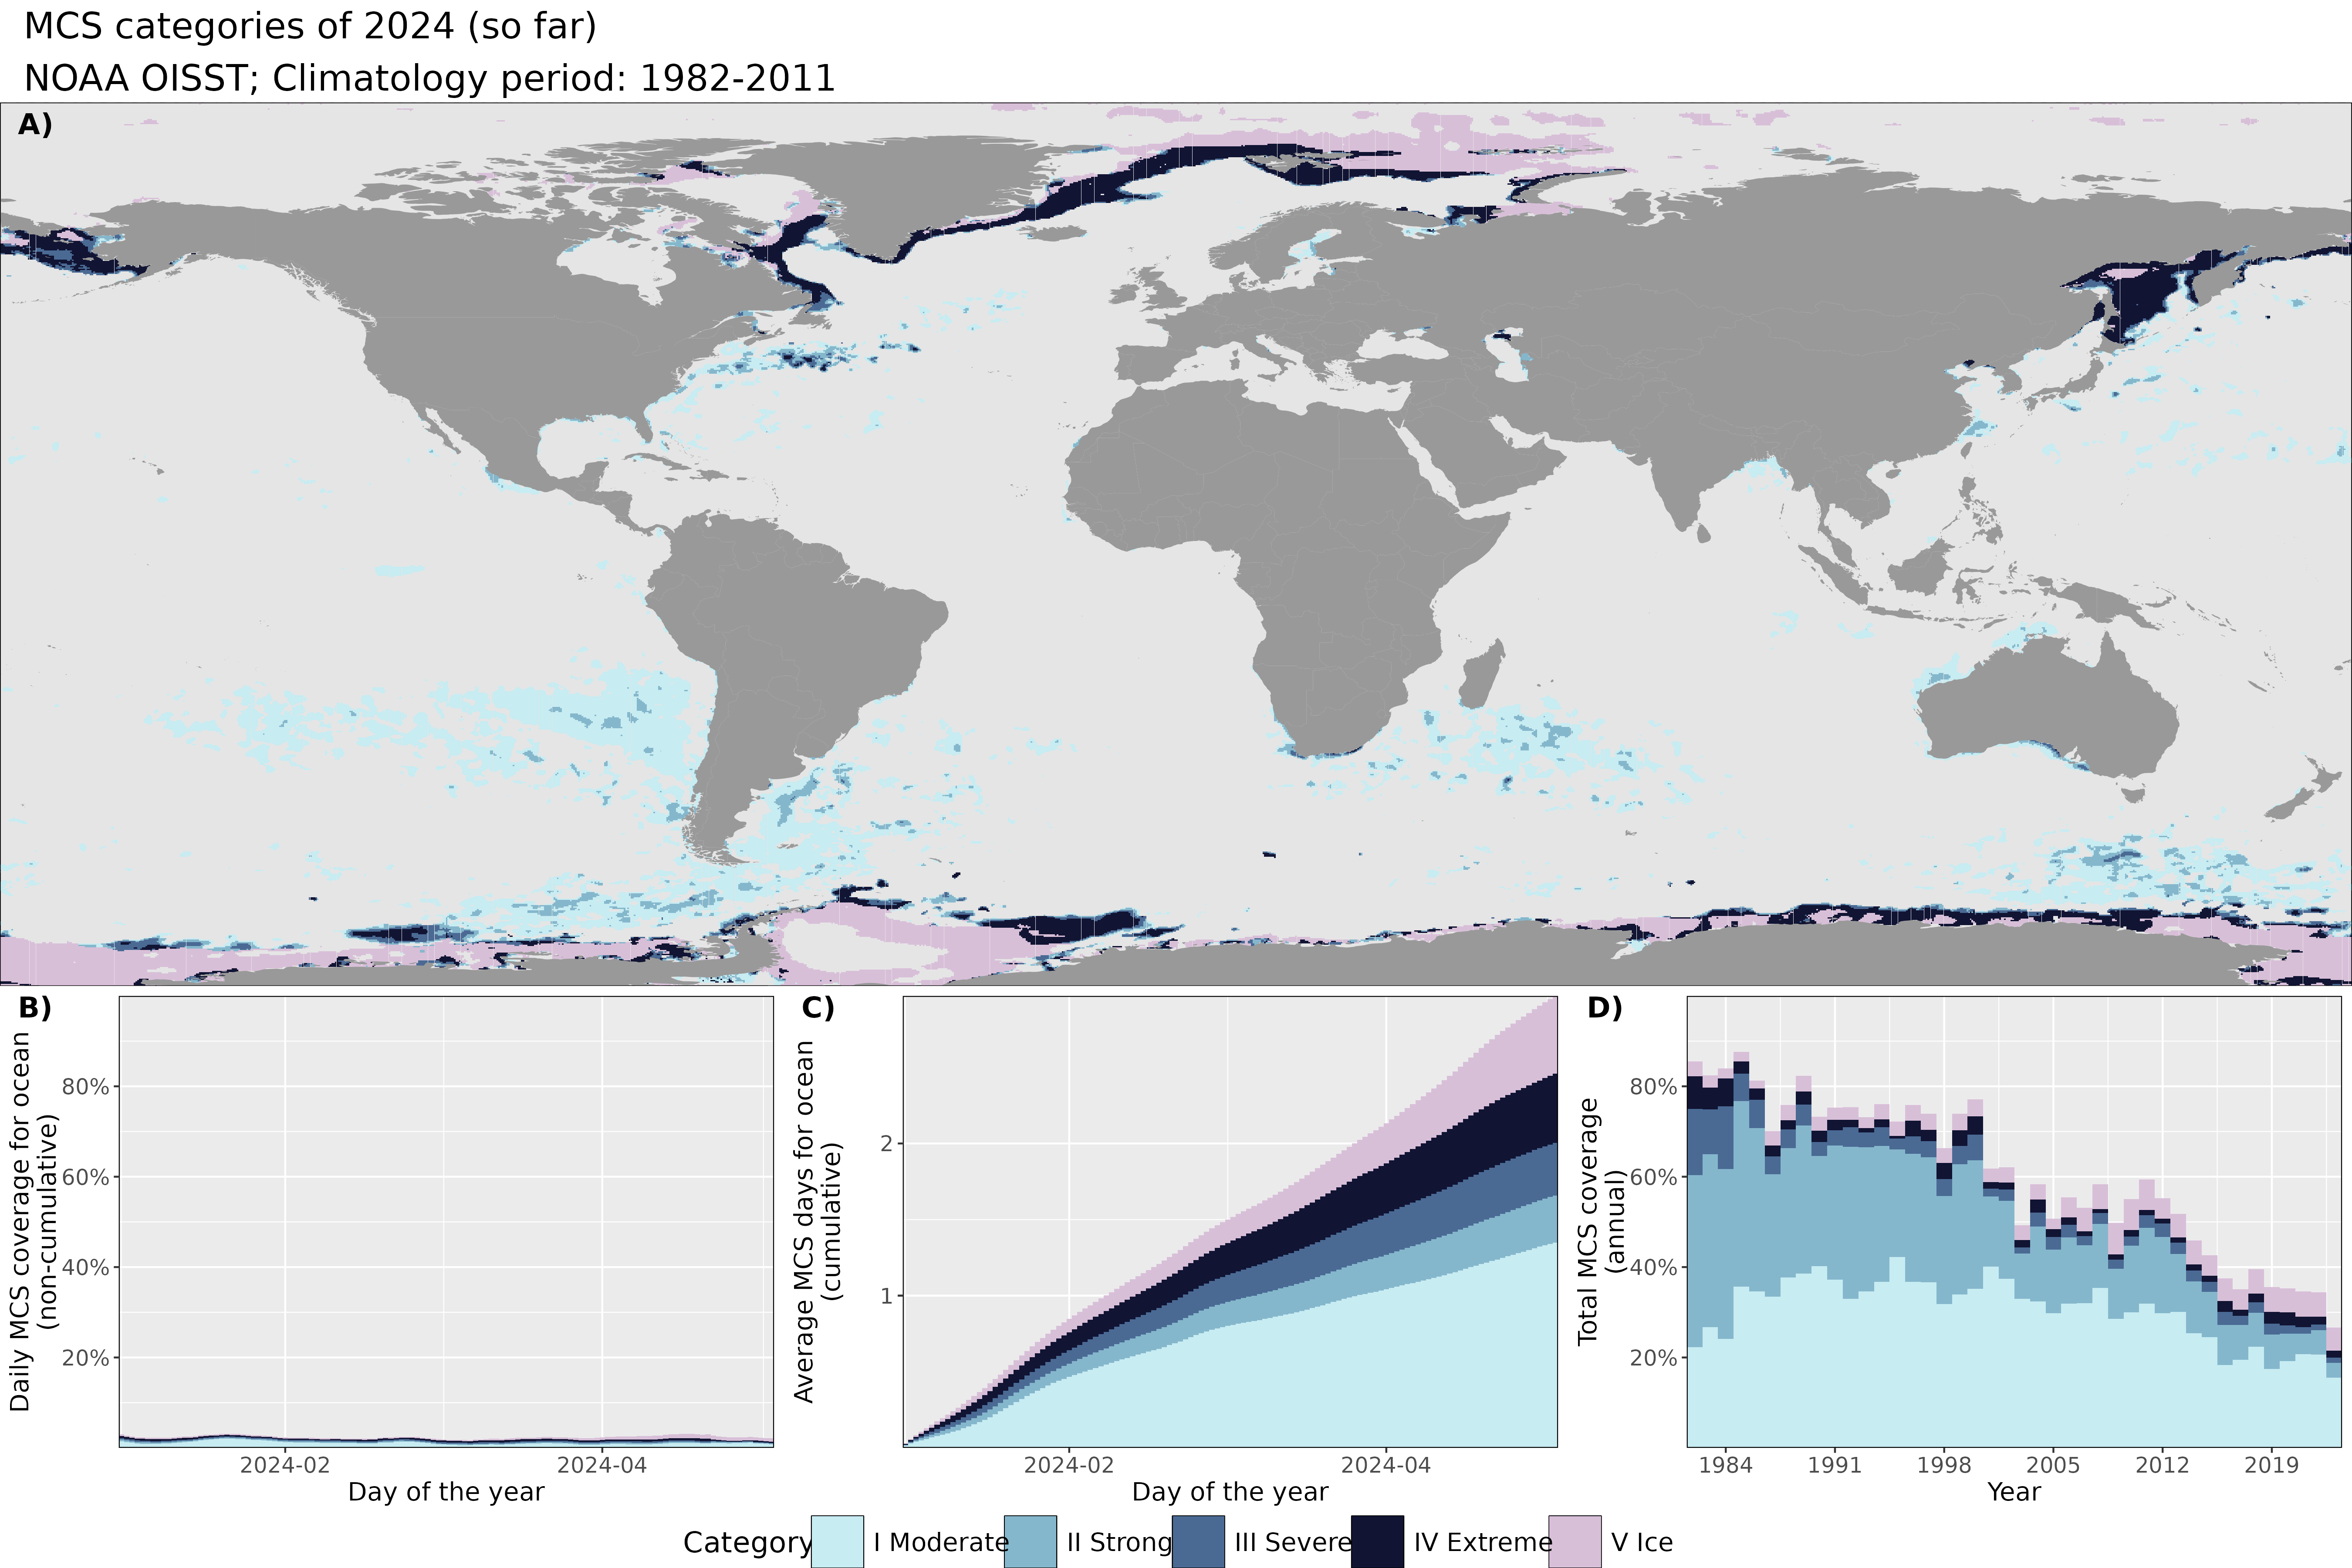 MCS categories of 2024 (so far)
NOAA OISST; Climatology period: 1982-2011
A)
B)
Daily MCS coverage for ocean
(non-cumulative)
80%
60%
40%
20%
2024-02
2024-04
Day of the year
C)
Average MCS days for ocean
(cumulative)
2
1
2024-02
2024-04
Day of the year
D)
Total MCS coverage
(annual)
80%
60%
40%
20%
1984
1991
1998
2005
2012
2019
Year
Category
I Moderate
II Strong
III Severe
IV Extreme
V Ice